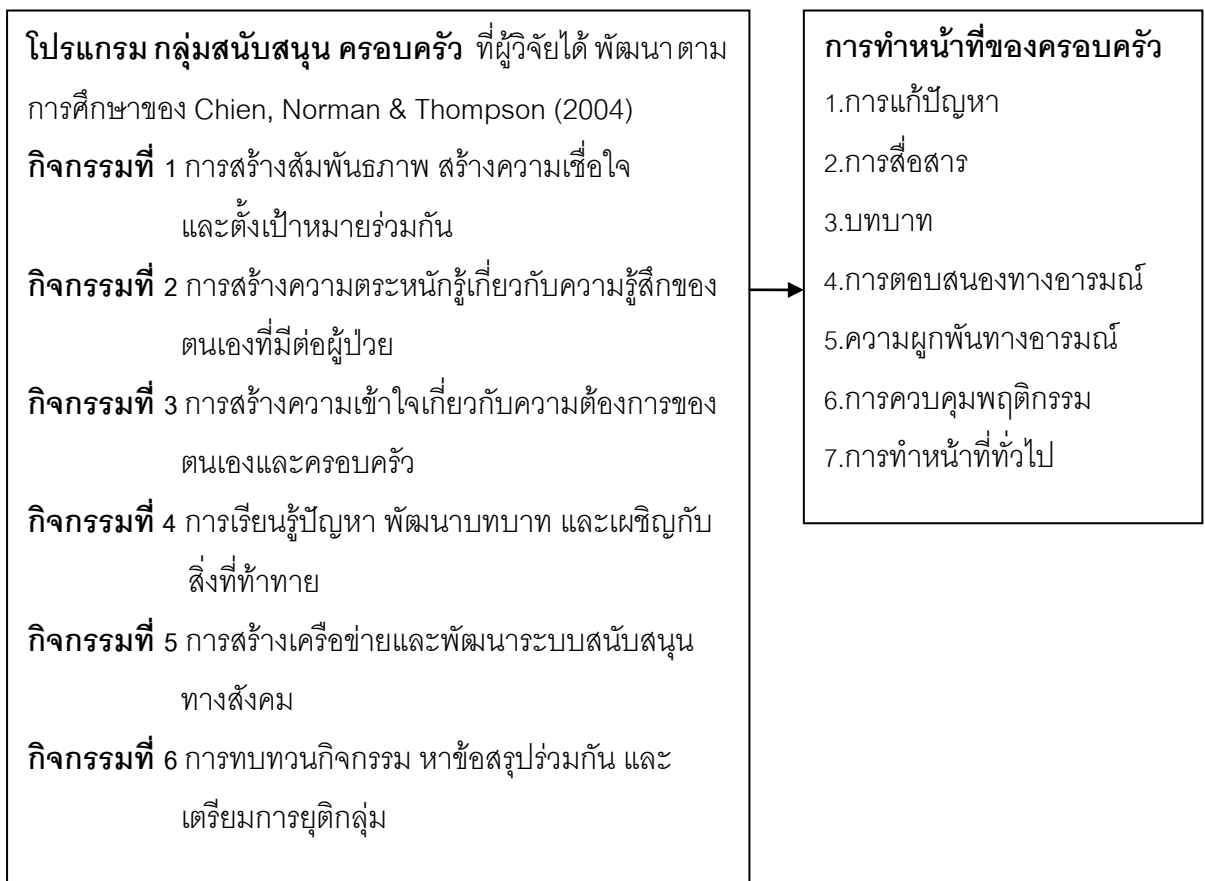 โปรแกรม กลุ่มสนับสนุน ครอบครัว ที่ผู้วิจัยได้ พัฒนา ตาม
การศึกษาของ Chien, Norman & Thompson (2004)
กิจกรรมที่ 1 การสร้างสัมพันธภาพ สร้างความเชื่อใจ
และตั้งเป้าหมายร่วมกัน
กิจกรรมที่ 2 การสร้างความตระหนักรู้เกี่ยวกับความรู้สึกของ
ตนเองที่มีต่อผู้ป่วย
กิจกรรมที่ 3 การสร้างความเข้าใจเกี่ยวกับความต้องการของ
ตนเองและครอบครัว
กิจกรรมที่ 4 การเรียนรู้ปัญหา พัฒนาบทบาท และเผชิญกับ
สิ่งที่ท้าทาย
กิจกรรมที่ 5 การสร้างเครือข่ายและพัฒนาระบบสนับสนุน
ทางสังคม
กิจกรรมที่ 6 การทบทวนกิจกรรม หาข้อสรุปร่วมกัน และ
เตรียมการยุติกลุ่ม
การทำหน้าที่ของครอบครัว
1.การแก้ปัญหา
2.การสื่อสาร
3.บทบาท
4.การตอบสนองทางอารมณ์
5.ความผูกพันทางอารมณ์
6.การควบคุมพฤติกรรม
7.การทำหน้าที่ทั่วไป